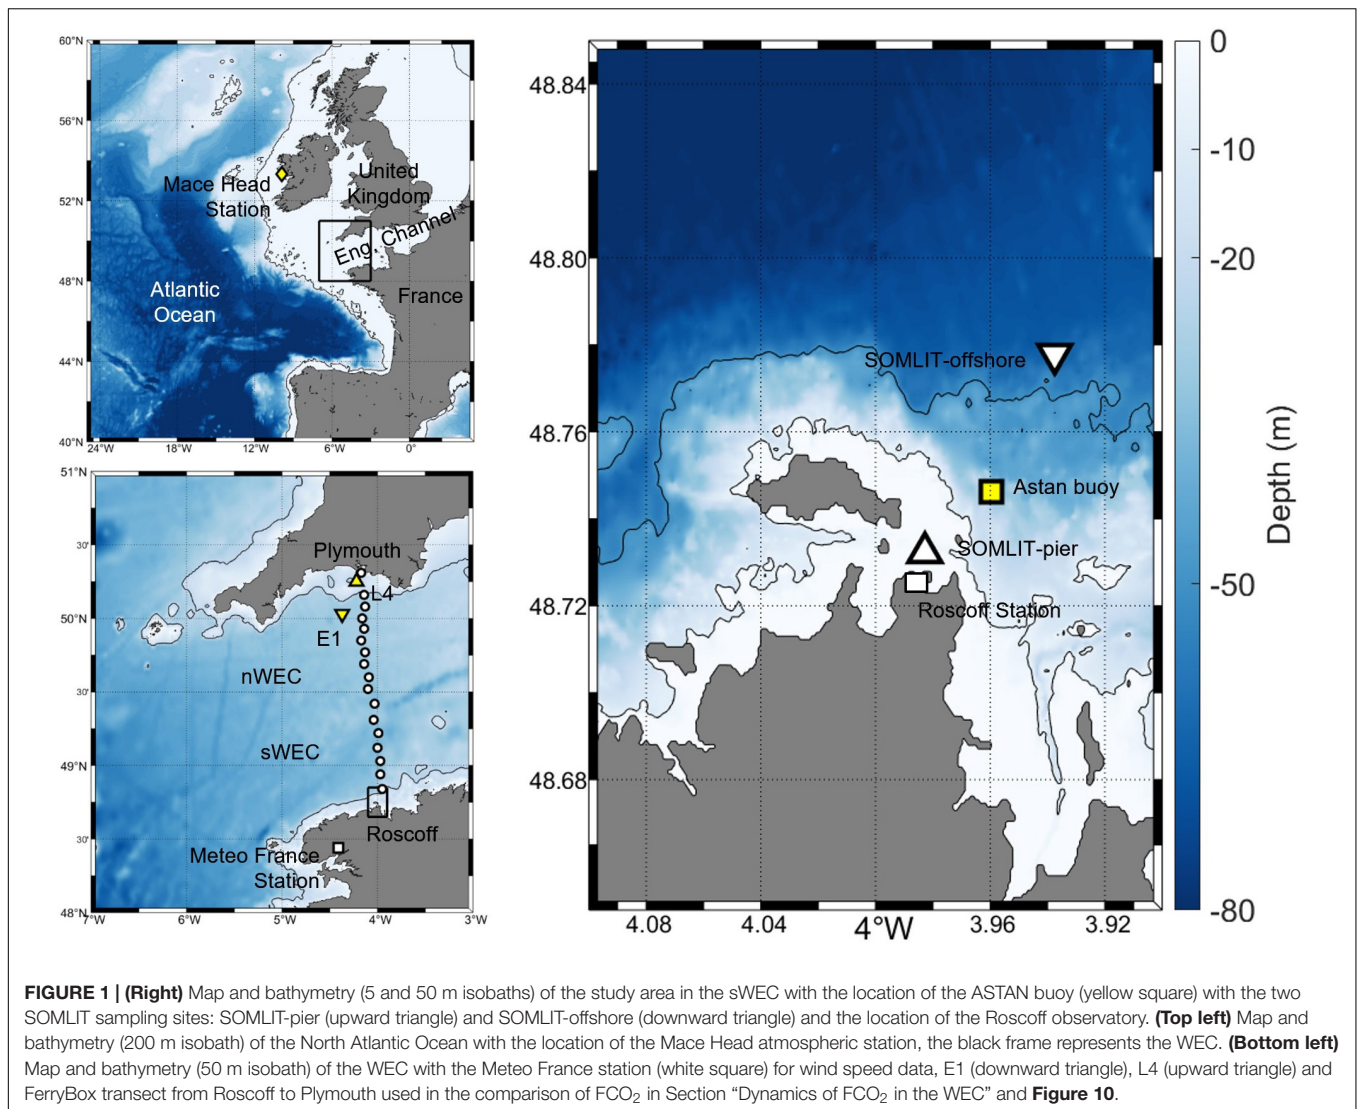 60°N
56°N
52°N
48°N
44°N
40°N
24°W
18°W
12°W
6°W
0°
Mace Head
Station
United
Kingdom
Eng. Channel
France
Atlantic
Ocean
51°N
30'
50°N
30'
49°N
30'
48°N
7°W
6°W
5°W
4°W
3°W
Plymouth
L4
E1
nWEC
sWEC
Roscoff
Meteo France
Station
48.84
48.80
48.76
48.72
48.68
4.08
4.04
4°W
3.96
3.92
SOMLIT-offshore
Astan buoy
SOMLIT-pier
Roscoff Station
0
-10
-20
-50
-80
Depth (m)
FIGURE 1 | (Right) Map and bathymetry (5 and 50 m isobaths) of the study area in the sWEC with the location of the ASTAN buoy (yellow square) with the two
SOMLIT sampling sites: SOMLIT-pier (upward triangle) and SOMLIT-offshore (downward triangle) and the location of the Roscoff observatory. (Top left) Map and
bathymetry (200 m isobath) of the North Atlantic Ocean with the location of the Mace Head atmospheric station, the black frame represents the WEC. (Bottom left)
Map and bathymetry (50 m isobath) of the WEC with the Meteo France station (white square) for wind speed data, E1 (downward triangle), L4 (upward triangle) and
FerryBox transect from Roscoff to Plymouth used in the comparison of FCO₂ in Section “Dynamics of FCO₂ in the WEC” and Figure 10.